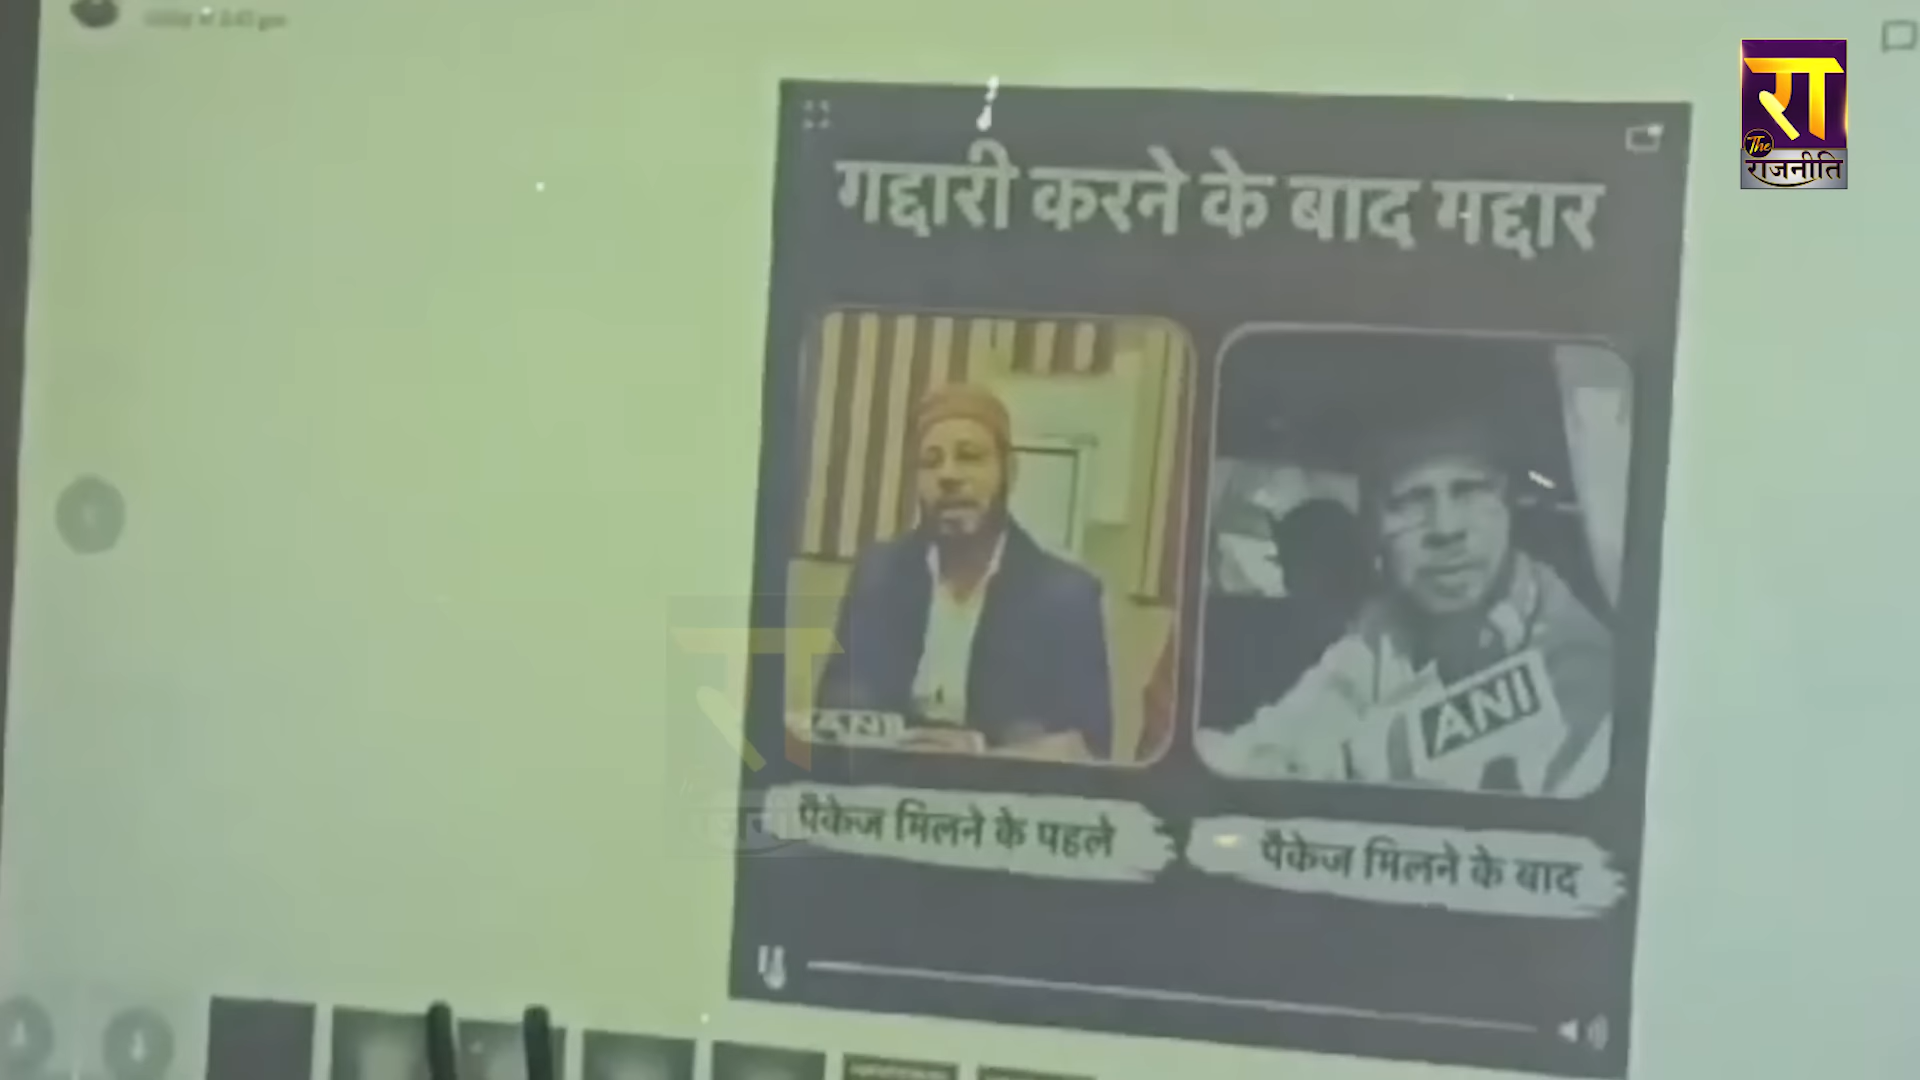 रा
The
राजनीति
गद्दारी करने के बाद गद्दार
ANI
ANI
पैकेज मिलने के पहले
पैकेज मिलने के बाद